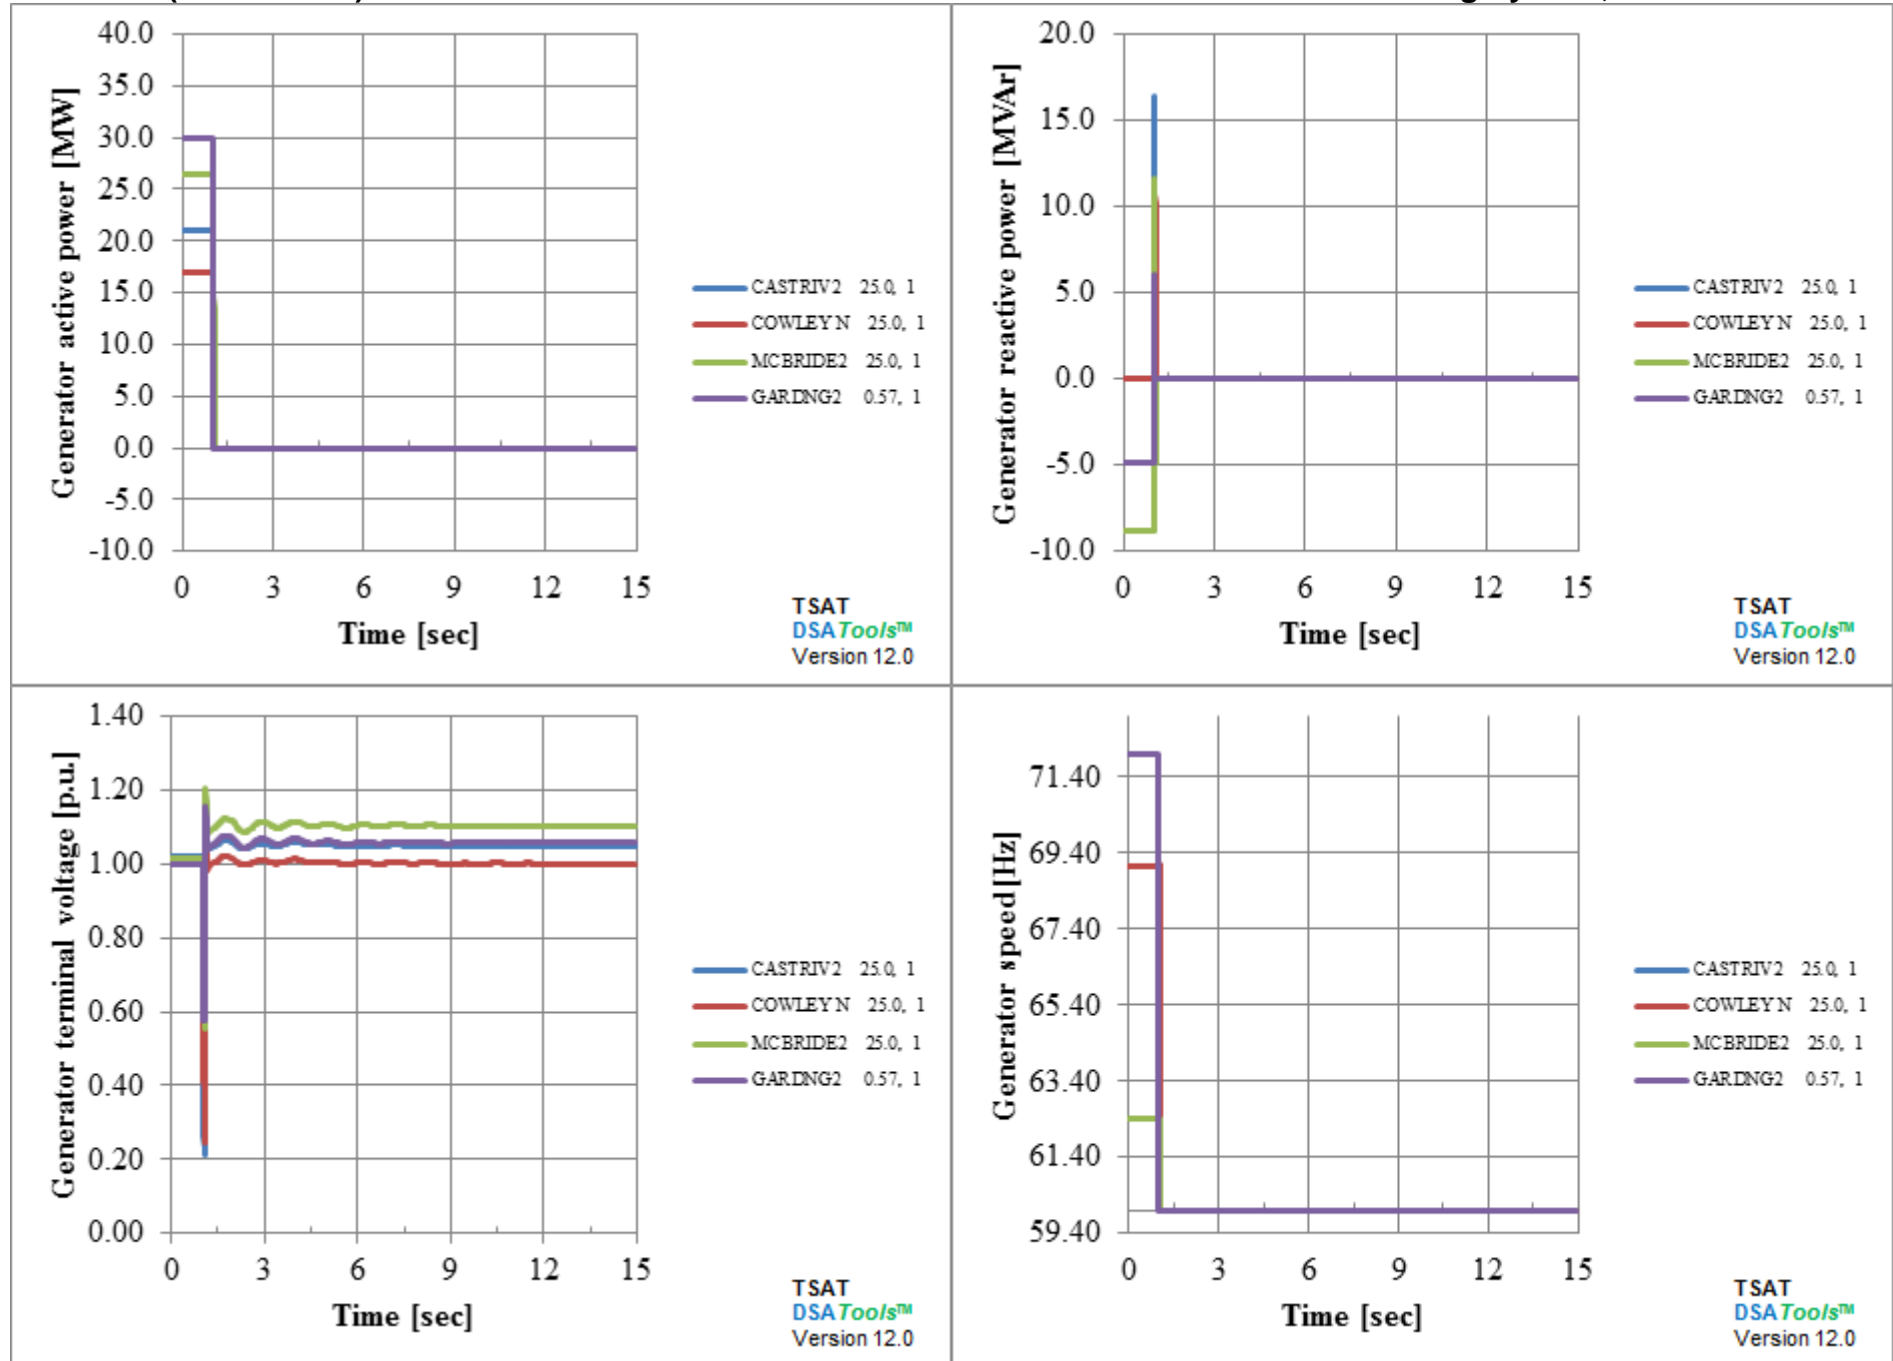 40.0
35.0
30.0
25.0
20.0
15.0
10.0
5.0
0.0
-5.0
-10.0
Generator active power [MW]
0 3 6 9 12 15
Time [sec]
CASTRIV2 25.0, 1
COWLEY N 25.0, 1
MCBRIDE2 25.0, 1
GARDNG2 0.57, 1
TSAT
DSATools™
Version 12.0
20.0
15.0
10.0
5.0
0.0
-5.0
-10.0
Generator reactive power [MVAr]
0 3 6 9 12 15
Time [sec]
CASTRIV2 25.0, 1
COWLEY N 25.0, 1
MCBRIDE2 25.0, 1
GARDNG2 0.57, 1
TSAT
DSATools™
Version 12.0
1.40
1.20
1.00
0.80
0.60
0.40
0.20
0.00
Generator terminal voltage [p.u.]
0 3 6 9 12 15
Time [sec]
CASTRIV2 25.0, 1
COWLEY N 25.0, 1
MCBRIDE2 25.0, 1
GARDNG2 0.57, 1
TSAT
DSATools™
Version 12.0
71.40
69.40
67.40
65.40
63.40
61.40
59.40
Generator speed[Hz]
0 3 6 9 12 15
Time [sec]
CASTRIV2 25.0, 1
COWLEY N 25.0, 1
MCBRIDE2 25.0, 1
GARDNG2 0.57, 1
TSAT
DSATools™
Version 12.0